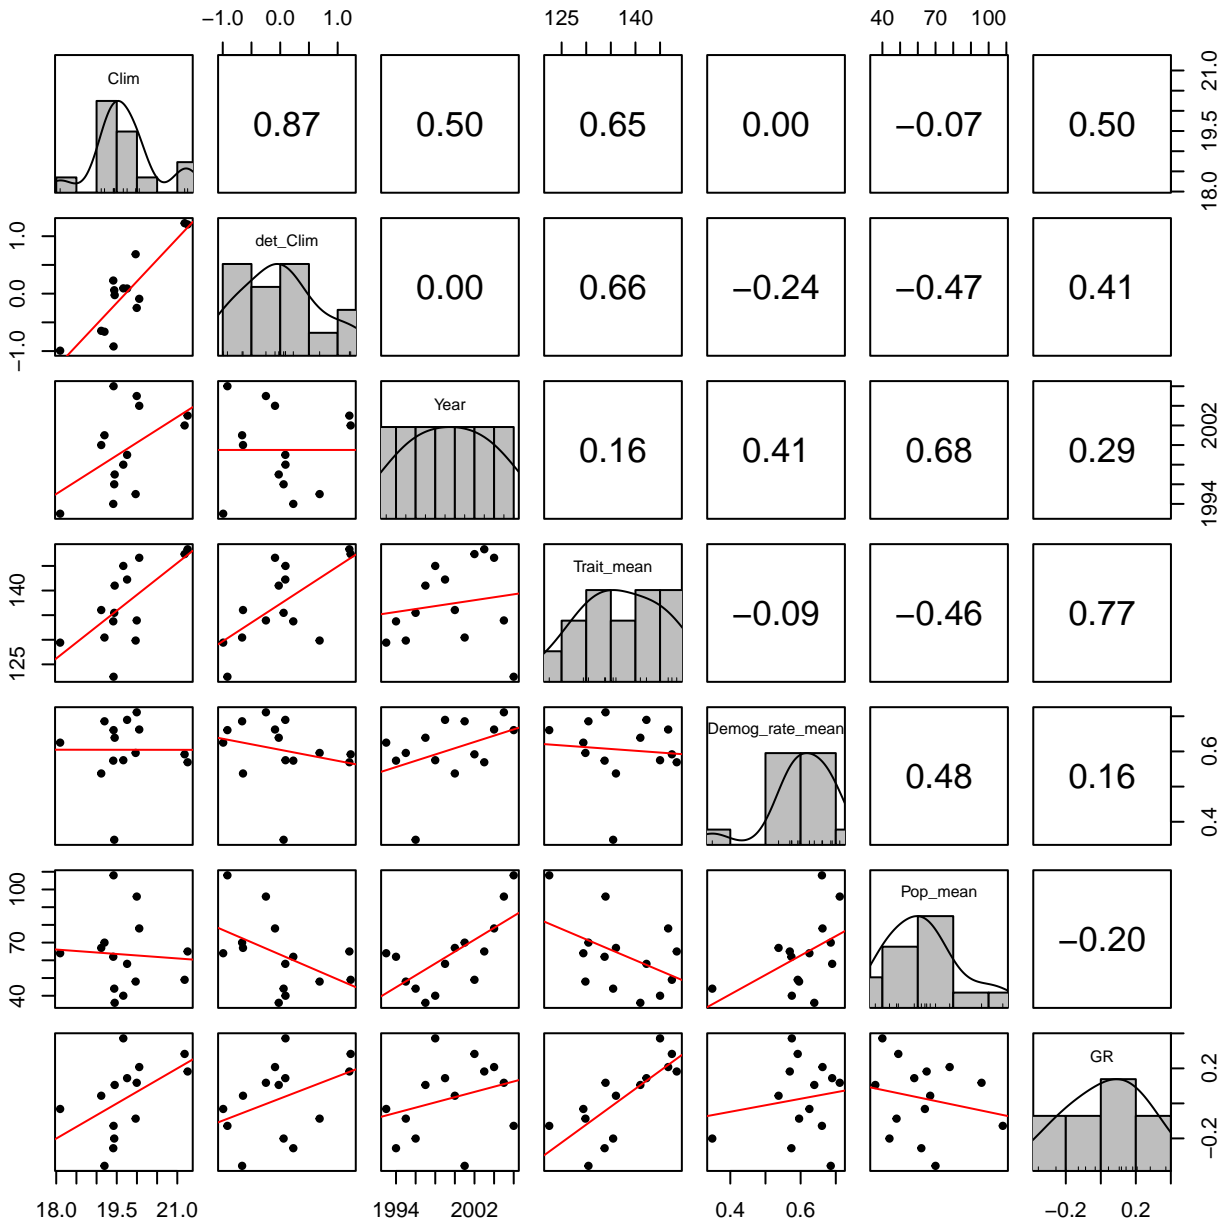 −1.0 0.0 1.0 125 140 40 70 100
Clim 0.87 0.50 0.65 0.00 −0.07 0.50
18.0 19.5 21.0
−1.0 0.0 1.0
det_Clim 0.00 0.66 −0.24 −0.47 0.41
Year 0.16 0.41 0.68 0.29
1994 2002
125 140
Trait_mean −0.09 −0.46 0.77
Demog_rate_mean 0.48 0.16
0.4 0.6
40 70 100
Pop_mean −0.20
GR
−0.2 0.2
18.0 19.5 21.0 1994 2002 0.4 0.6 −0.2 0.2